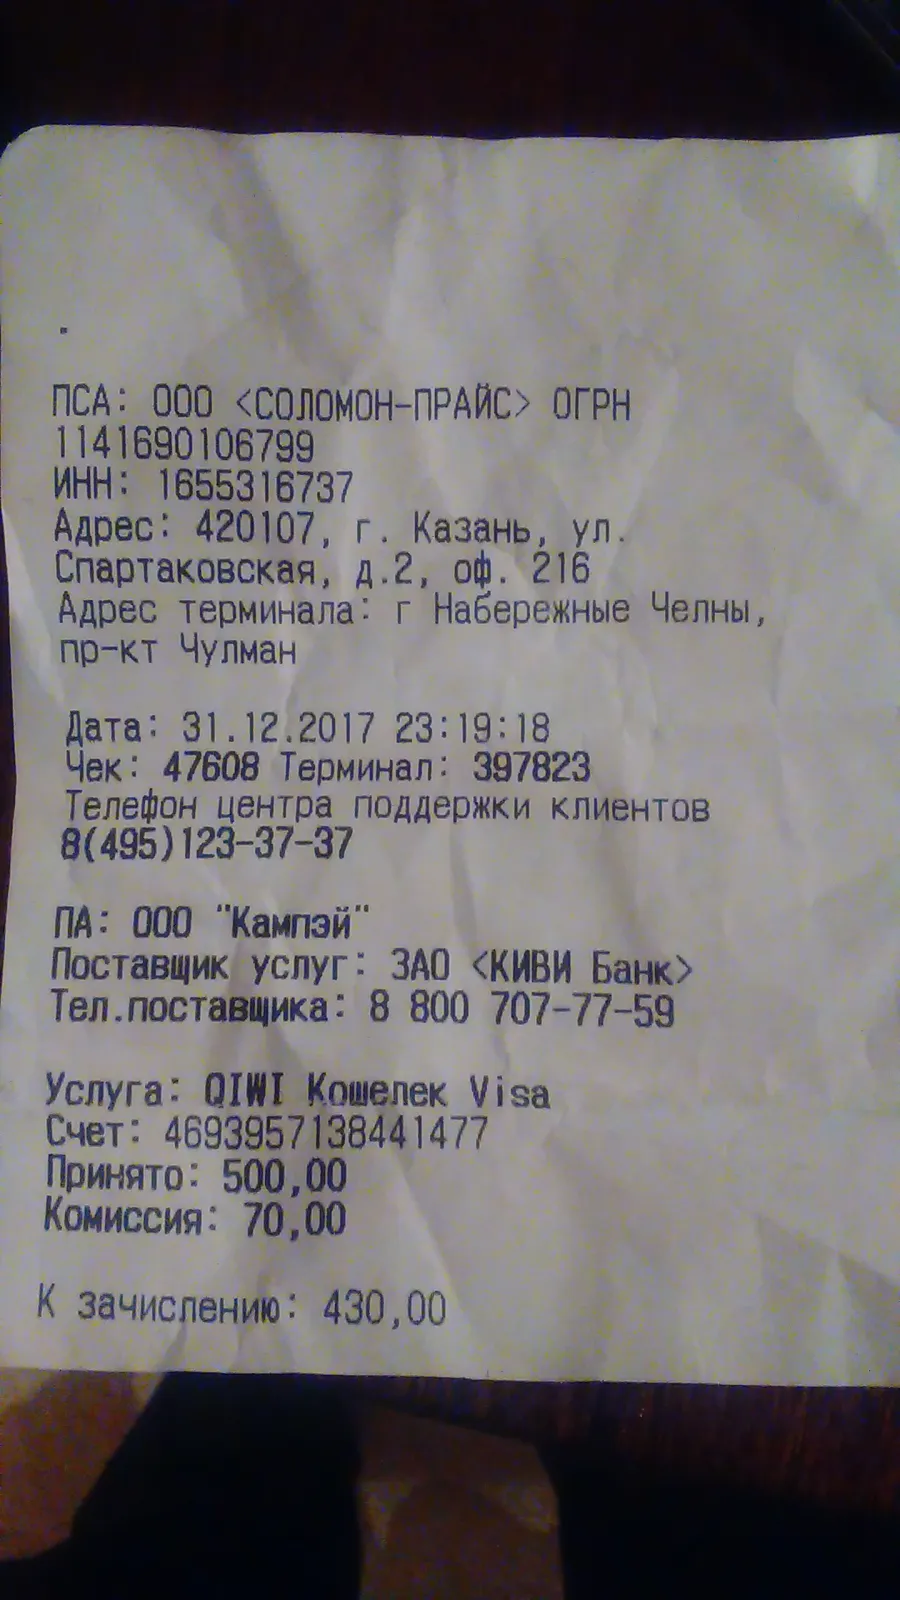 ПСА: ООО <СОЛОМОН-ПРАЙС> ОГРН
1141690106799
ИНН: 1655316737
Адрес: 420107, г. Казань, ул.
Спартаковская, д.2, оф. 216
Адрес терминала: г Набережные Челны,
пр-кт Чулман
Дата: 31.12.2017 23:19:18
Чек: 47608 Терминал: 397823
Телефон центра поддержки клиентов
8(495)123-37-37
ПА: ООО "Кампэй"
Поставщик услуг: ЗАО <КИВИ Банк>
Тел.поставщика: 8 800 707-77-59
Услуга: QIWI Кошелек Visa
Счет: 4693957138441477
Принято: 500,00
Комиссия: 70,00
К зачислению: 430,00